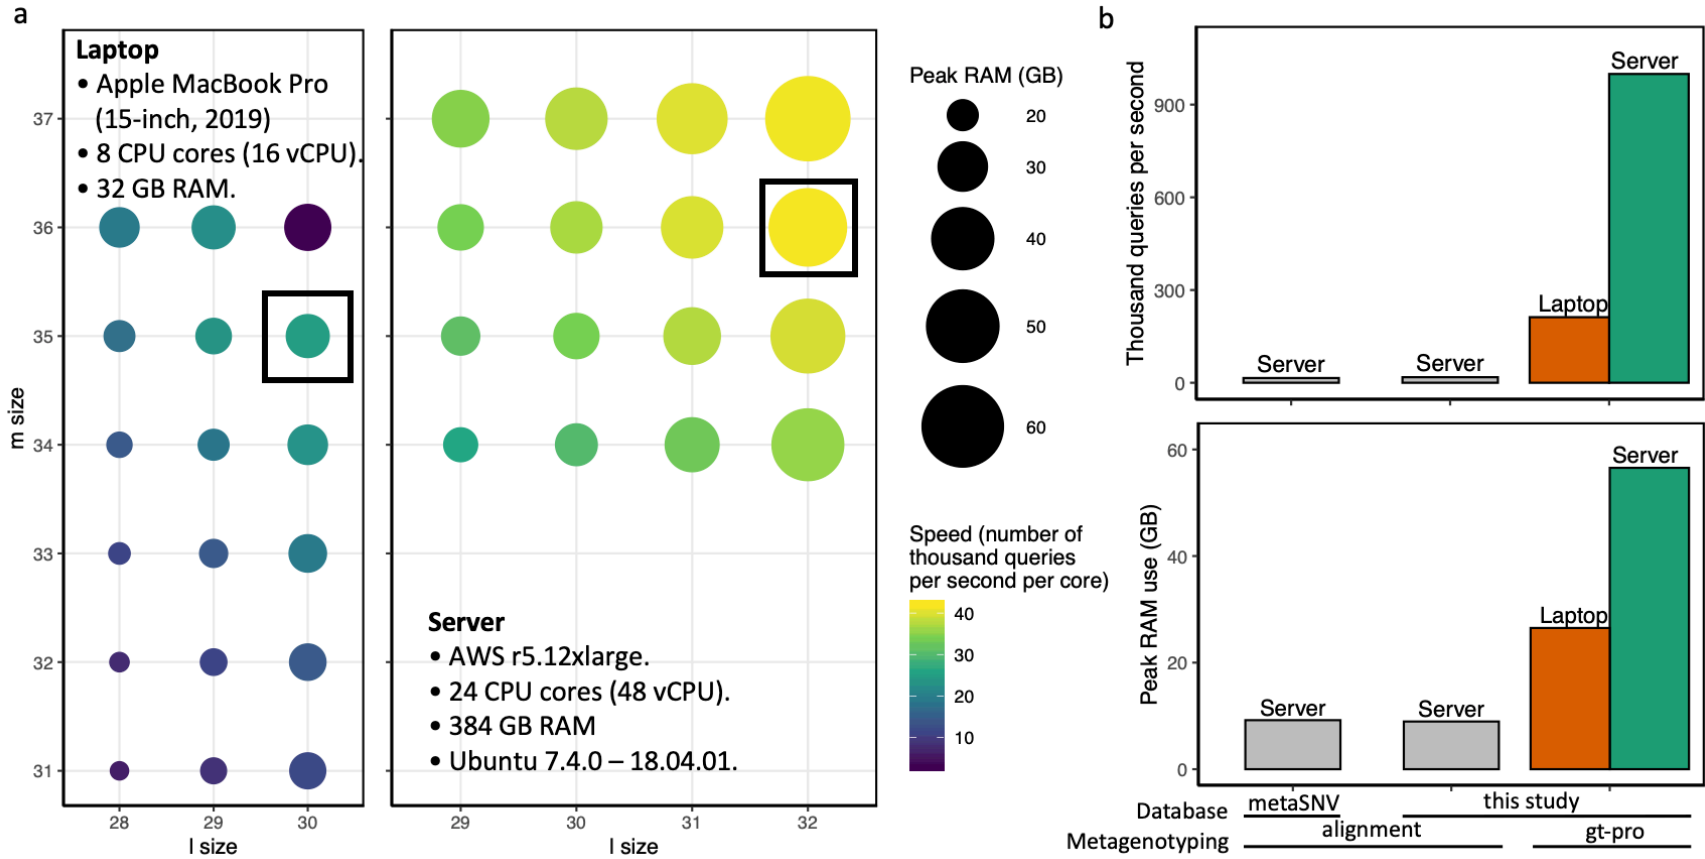 a
Laptop
• Apple MacBook Pro
(15-inch, 2019)
• 8 CPU cores (16 vCPU).
• 32 GB RAM.
37
36
35
34
33
32
31
m size
28
29
30
l size
Server
• AWS r5.12xlarge.
• 24 CPU cores (48 vCPU).
• 384 GB RAM
• Ubuntu 7.4.0 – 18.04.01.
29
30
31
32
l size
Peak RAM (GB)
20
30
40
50
60
Speed (number of
thousand queries
per second per core)
40
30
20
10
b
Thousand queries per second
900
600
300
0
Server
Server
Laptop
Server
Peak RAM use (GB)
60
40
20
0
Server
Server
Laptop
Server
Database
metaSNV
this study
Metagenotyping
alignment
gt-pro